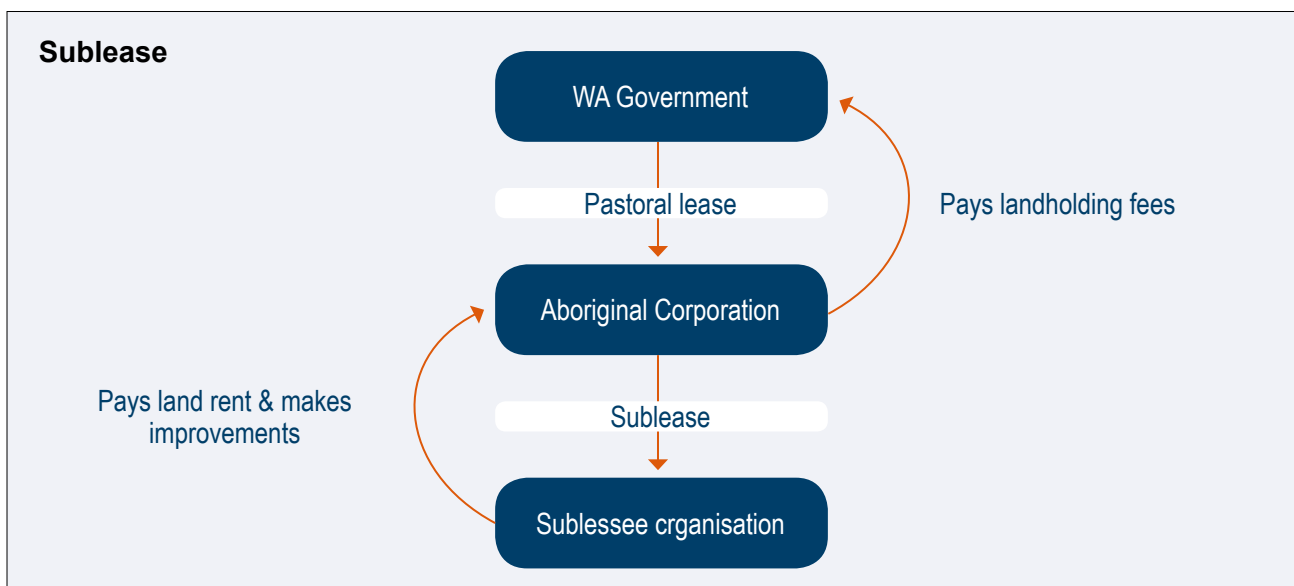 Sublease
WA Government
Pastoral lease
Pays landholding fees
Aboriginal Corporation
Pays land rent & makes
improvements
Sublease
Sublessee crganisation